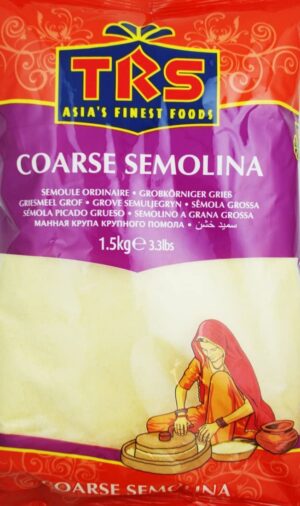 TRS
ASIA'S FINEST FOODS
COARSE SEMOLINA
SEMOULE ORDINAIRE • GROBKÖRNIGER GRIEß
GRIESMEEL GROF • GROVE SEMULJEGRYN • SÊMOLA GROSSA
SÉMOLA PICADO GRUESO • SEMOLINO A GRANA GROSSA
МАННАЯ КРУПА КРУПНОГО ПОМОЛА • سميد خشن
1.5kg℮3.3lbs
COARSE SEMOLINA